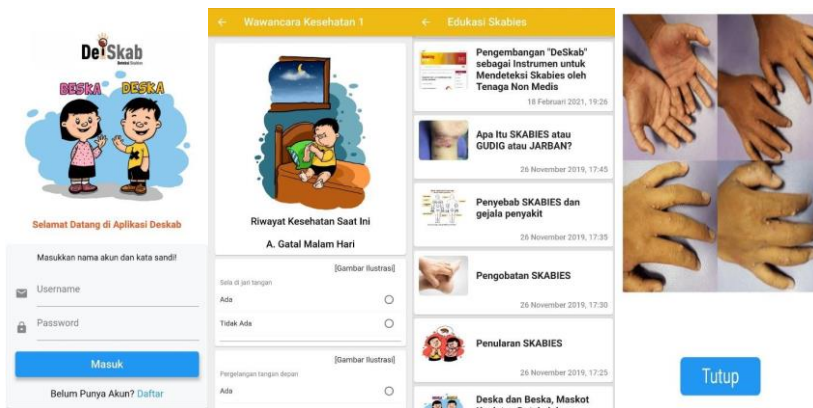 DeSkab
Deteksi Skabies
BESKA DESKA
Selamat Datang di Aplikasi Deskab
Masukkan nama akun dan kata sandi!
Username
Password
Masuk
Belum Punya Akun? Daftar
Wawancara Kesehatan 1
Riwayat Kesehatan Saat Ini
A. Gatal Malam Hari
[Gambar Ilustrasi]
Sela di jari tangan
Ada
Tidak Ada
[Gambar Ilustrasi]
Pergelangan tangan depan
Ada
Edukasi Skabies
Pengembangan "DeSkab"
sebagai Instrumen untuk
Mendeteksi Skabies oleh
Tenaga Non Medis
18 Februari 2021, 19:26
Apa Itu SKABIES atau
GUDIG atau JARBAN?
26 November 2019, 17:45
Penyebab SKABIES dan
gejala penyakit
26 November 2019, 17:35
Pengobatan SKABIES
26 November 2019, 17:30
Penularan SKABIES
26 November 2019, 17:25
Deska dan Beska, Maskot
Tutup